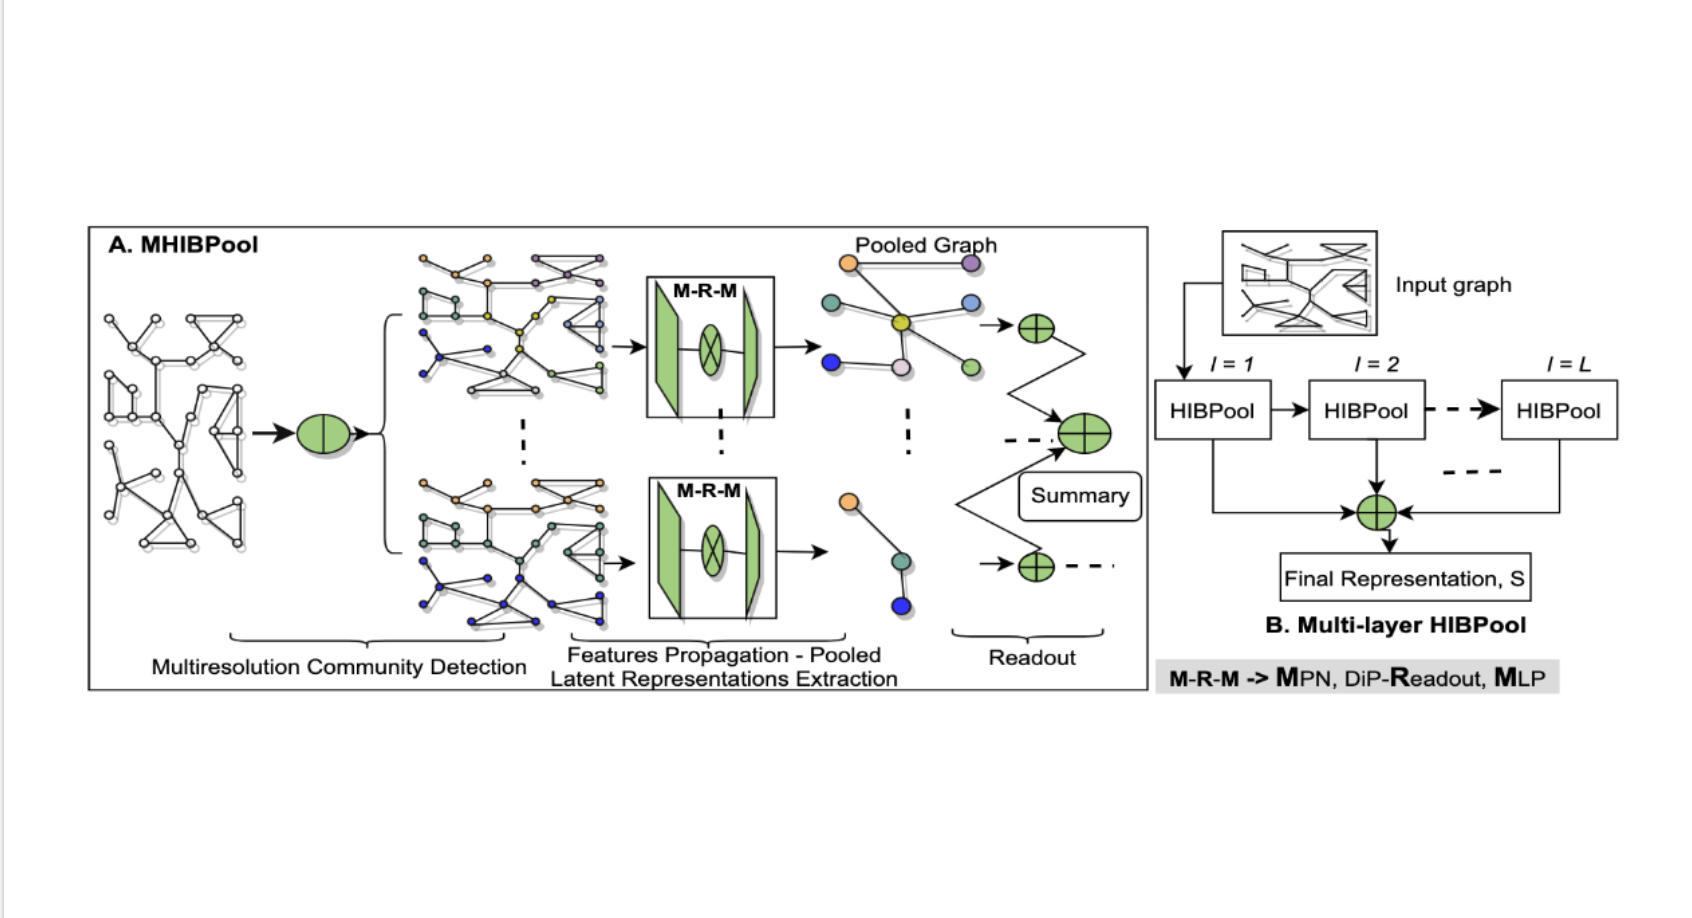 A. MHIBPool
Pooled Graph
M-R-M
M-R-M
Summary
Multiresolution Community Detection
Features Propagation - Pooled
Latent Representations Extraction
Readout
Input graph
l = 1
l = 2
l = L
HIBPool
HIBPool
HIBPool
Final Representation, S
B. Multi-layer HIBPool
M-R-M -> MPN, DiP-Readout, MLP